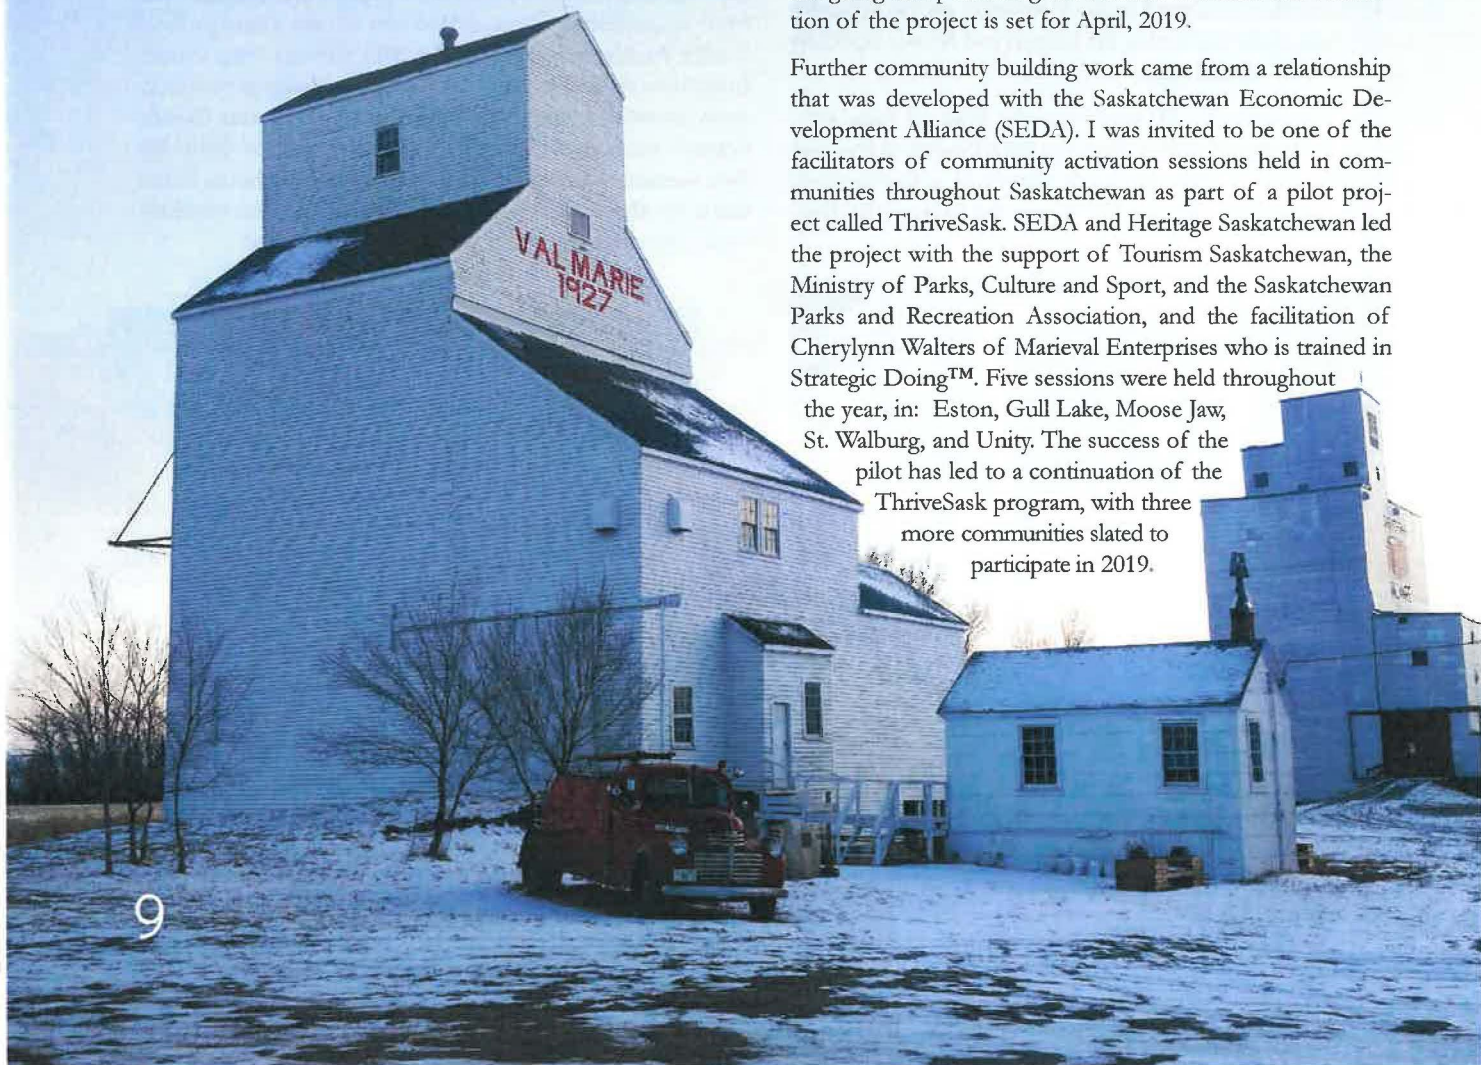 tion of the project is set for April, 2019.
Further community building work came from a relationship
that was developed with the Saskatchewan Economic De-
velopment Alliance (SEDA). I was invited to be one of the
facilitators of community activation sessions held in com-
munities throughout Saskatchewan as part of a pilot proj-
ect called ThriveSask. SEDA and Heritage Saskatchewan led
the project with the support of Tourism Saskatchewan, the
Ministry of Parks, Culture and Sport, and the Saskatchewan
Parks and Recreation Association, and the facilitation of
Cherylynn Walters of Marieval Enterprises who is trained in
Strategic Doing™. Five sessions were held throughout
the year, in: Eston, Gull Lake, Moose Jaw,
St. Walburg, and Unity. The success of the
pilot has led to a continuation of the
ThriveSask program, with three
more communities slated to
participate in 2019.
VAL MARIE
1927
9